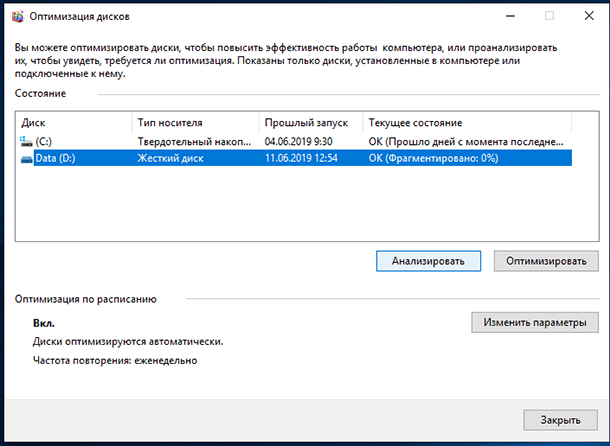 Оптимизация дисков
Вы можете оптимизировать диски, чтобы повысить эффективность работы компьютера, или проанализировать
их, чтобы увидеть, требуется ли оптимизация. Показаны только диски, установленные в компьютере или
подключенные к нему.
Состояние
Диск Тип носителя Прошлый запуск Текущее состояние
(C:) Твердотельный накоп... 04.06.2019 9:30 ОК (Прошло дней с момента последне...
Data (D:) Жесткий диск 11.06.2019 12:54 ОК (Фрагментировано: 0%)
Анализировать Оптимизировать
Оптимизация по расписанию
Вкл. Изменить параметры
Диски оптимизируются автоматически.
Частота повторения: еженедельно
Закрыть